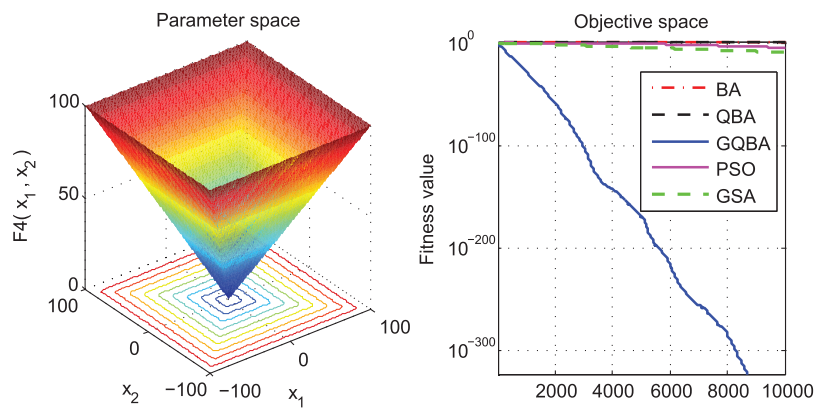 Parameter space
100
50
0
F4( x1 , x2 )
100
0
−100
x2
−100
0
100
x1
Objective space
10^0
10^−100
10^−200
10^−300
Fitness value
BA
QBA
GQBA
PSO
GSA
2000 4000 6000 8000 10000